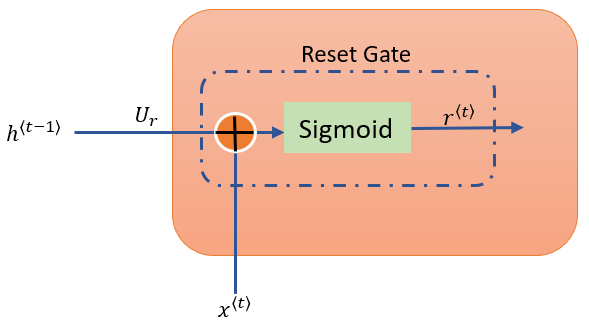 Reset Gate
h⟨t−1⟩
U_r
Sigmoid
r⟨t⟩
x⟨t⟩